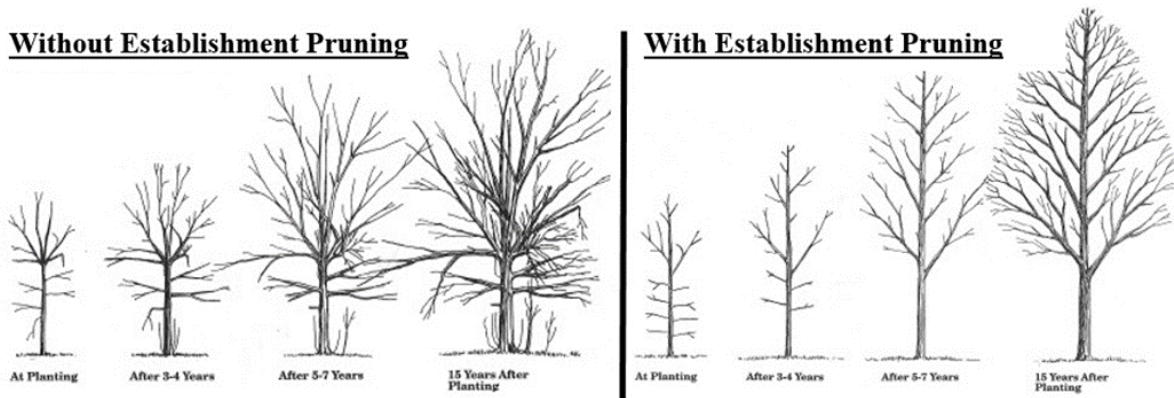 Without Establishment Pruning
At Planting
After 3-4 Years
After 5-7 Years
15 Years After
Planting
With Establishment Pruning
At Planting
After 3-4 Years
After 5-7 Years
15 Years After
Planting